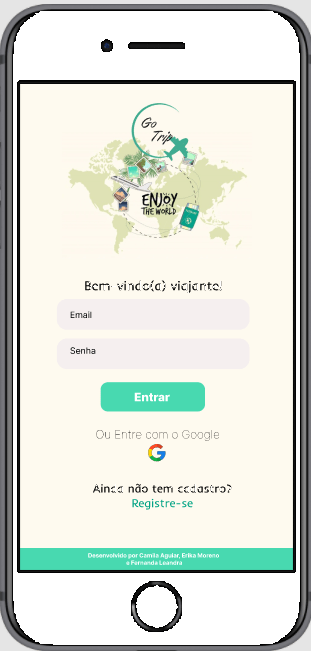 Go
Trip
ENJOY
THE WORLD
Bem-vindo(a) viajante!
Email
Senha
Entrar
Ou Entre com o Google
Ainda não tem cadastro?
Registre-se
Desenvolvido por Camila Aguiar, Erika Moreno
e Fernanda Leandra